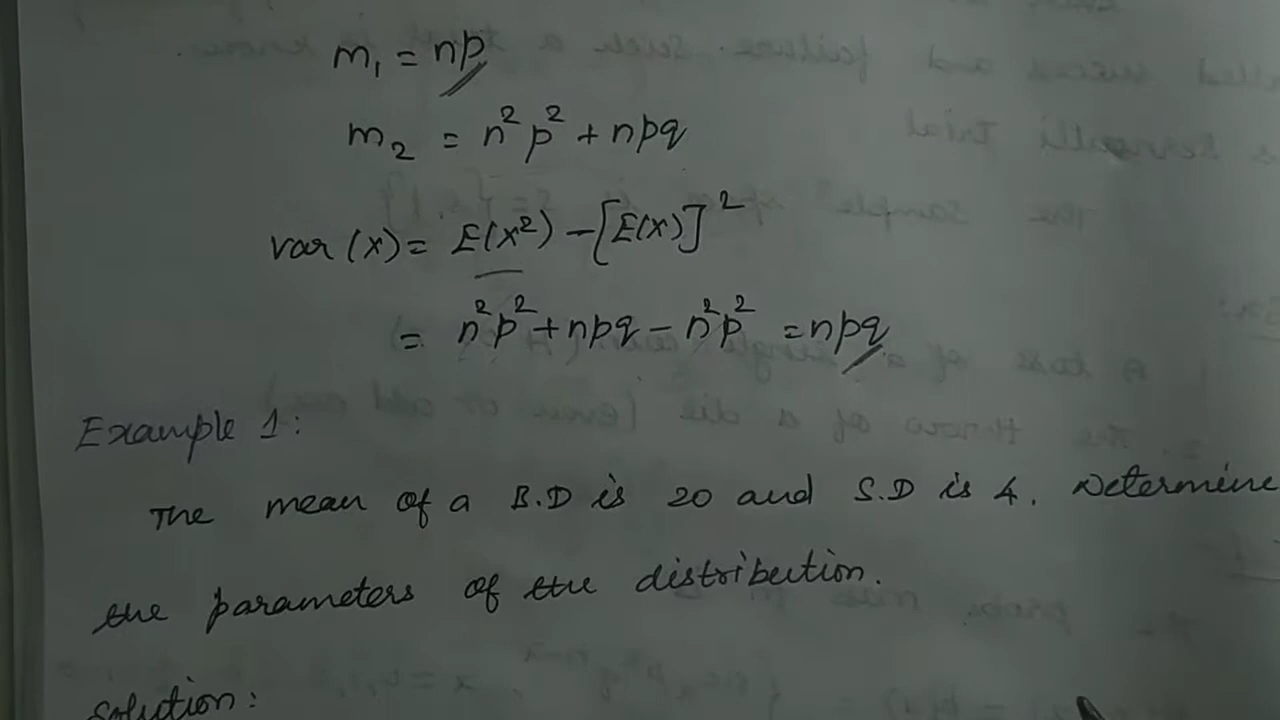 m₁ = np
m₂ = n²p² + npq
var (x) = E(x²) - [E(x)]²
= n²p² + npq - n²p² = npq
Example 1:
The mean of a B.D is 20 and S.D is 4. Determine
the parameters of the distribution.
Solution: